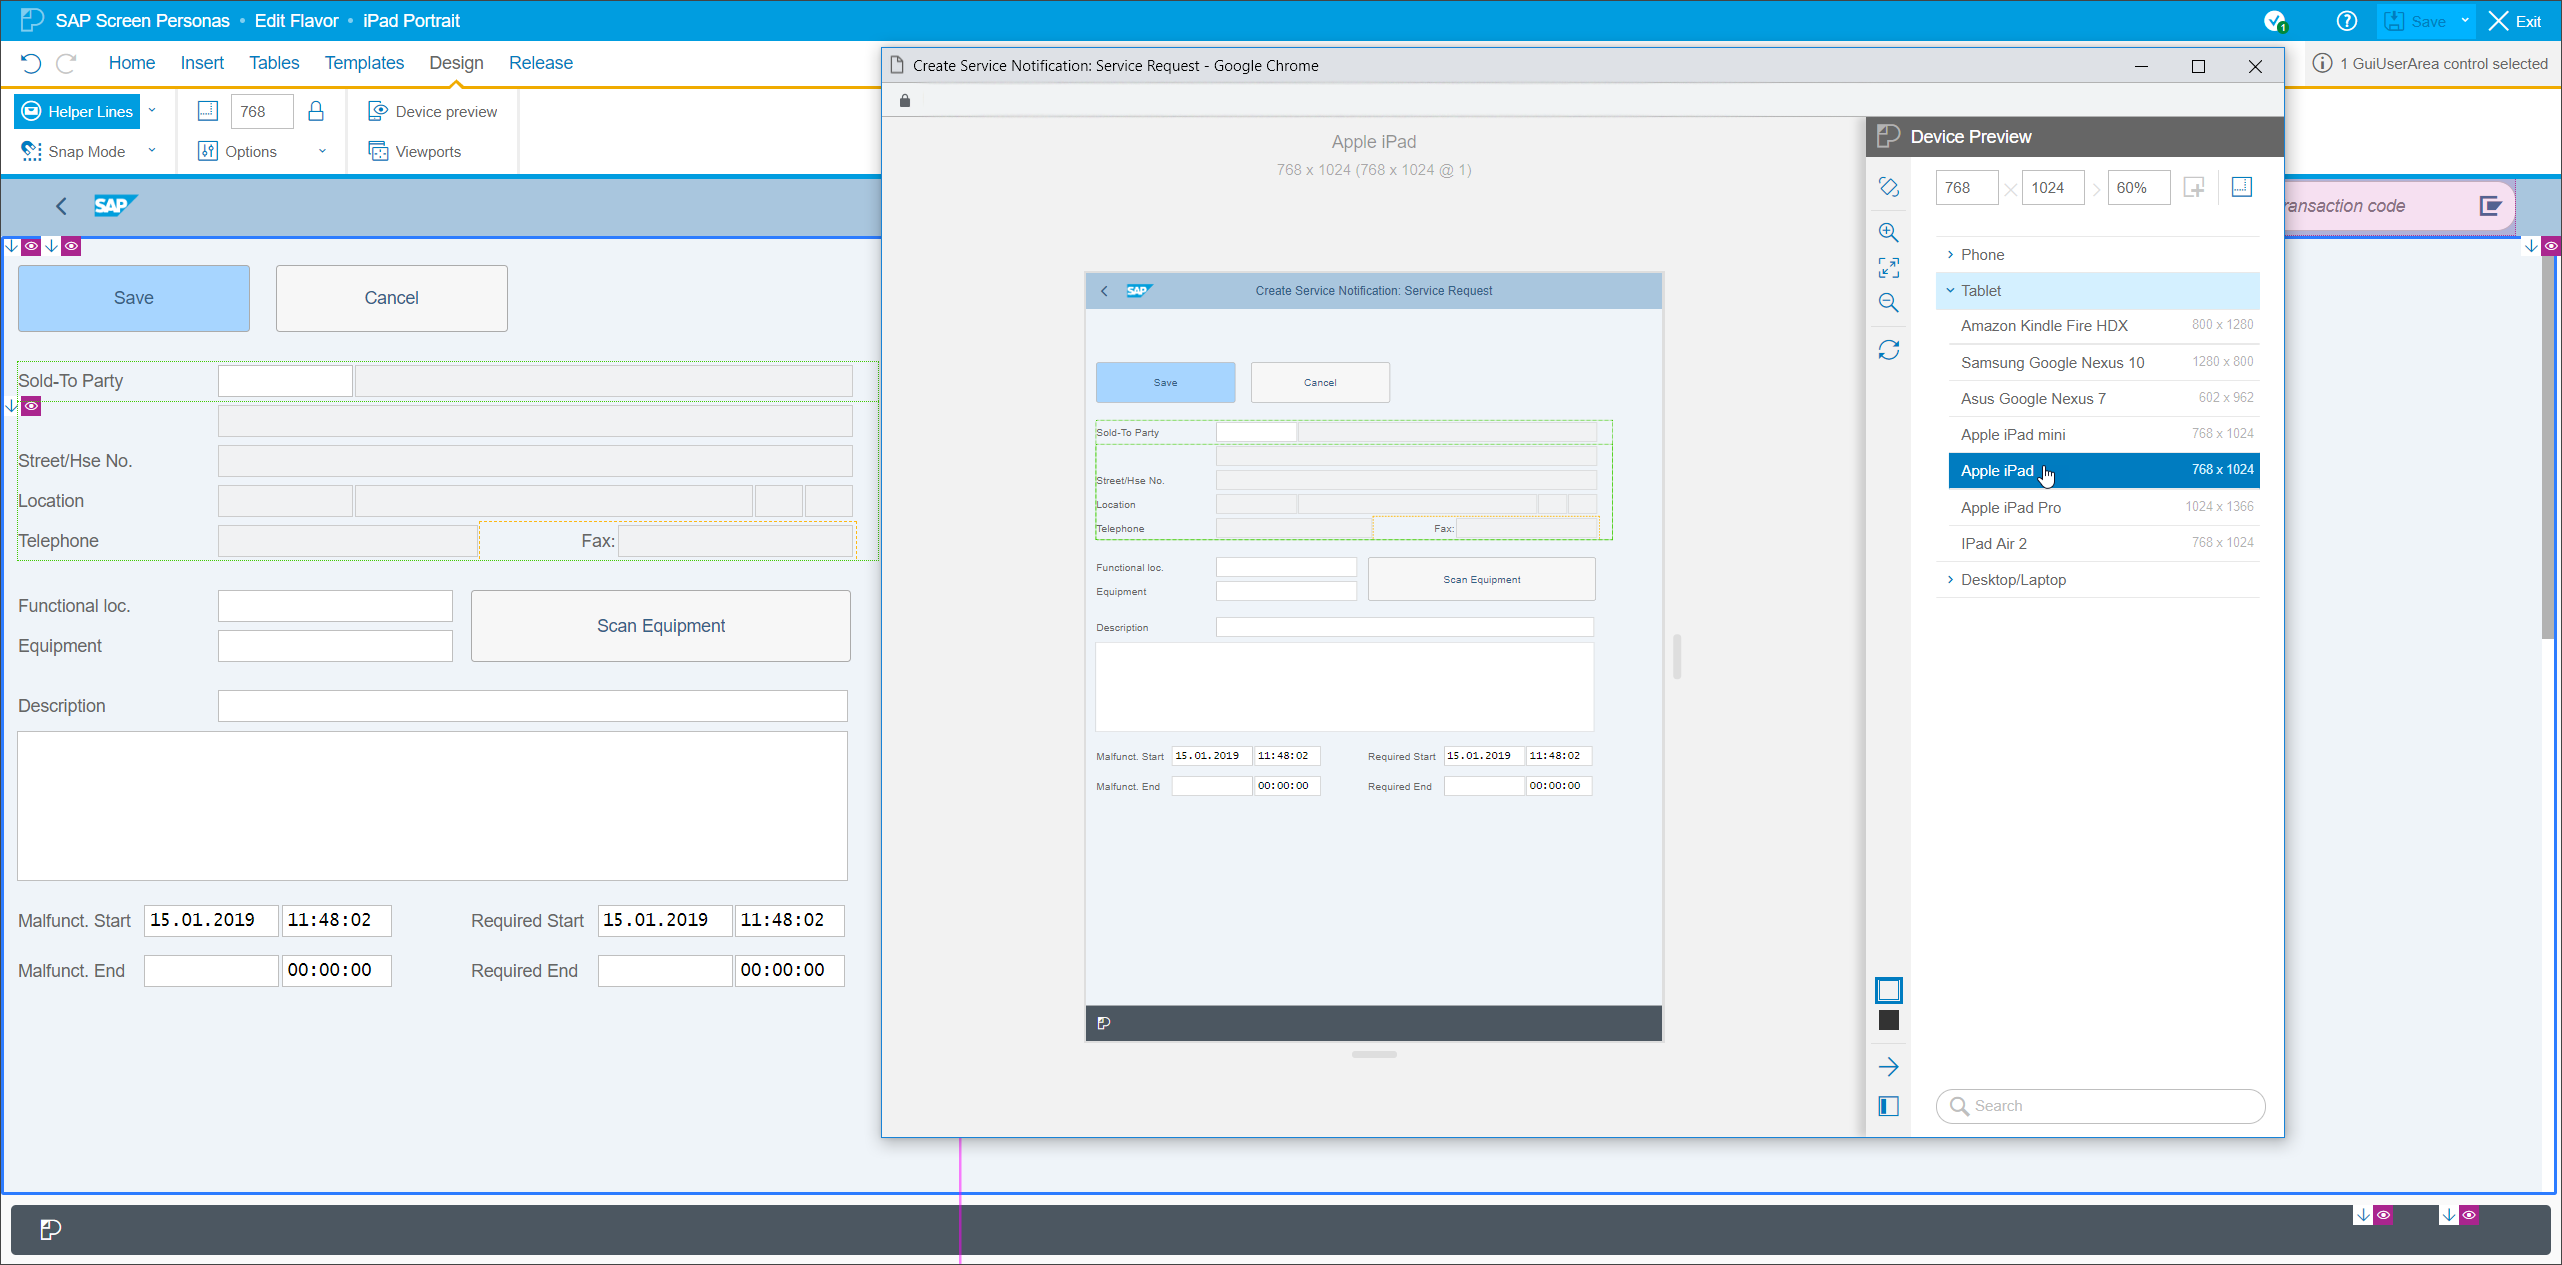 SAP Screen Personas • Edit Flavor • iPad Portrait
1
Save
Exit
Home Insert Tables Templates Design Release
1 GuiUserArea control selected
Helper Lines
768
Device preview
Snap Mode
Options
Viewports
SAP
ansaction code
Save
Cancel
Sold-To Party
Street/Hse No.
Location
Telephone
Fax:
Functional loc.
Equipment
Scan Equipment
Description
Malfunct. Start 15.01.2019 11:48:02
Required Start 15.01.2019 11:48:02
Malfunct. End 00:00:00
Required End 00:00:00
Create Service Notification: Service Request - Google Chrome
Apple iPad
768 x 1024 (768 x 1024 @ 1)
SAP
Create Service Notification: Service Request
Save
Cancel
Sold-To Party
Street/Hse No.
Location
Telephone
Fax:
Functional loc.
Equipment
Scan Equipment
Description
Malfunct. Start 15.01.2019 11:48:02
Required Start 15.01.2019 11:48:02
Malfunct. End 00:00:00
Required End 00:00:00
Device Preview
768 1024 60%
Phone
Tablet
Amazon Kindle Fire HDX 800 x 1280
Samsung Google Nexus 10 1280 x 800
Asus Google Nexus 7 602 x 962
Apple iPad mini 768 x 1024
Apple iPad 768 x 1024
Apple iPad Pro 1024 x 1366
IPad Air 2 768 x 1024
Desktop/Laptop
Search